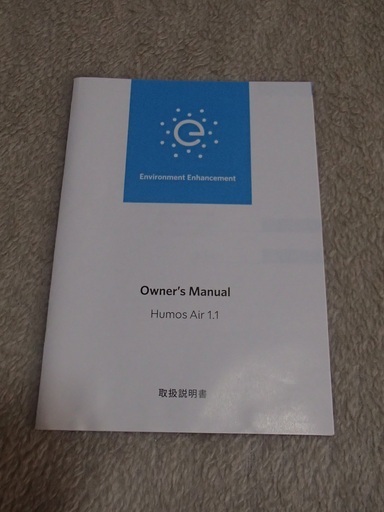 e
Environment Enhancement
Owner's Manual
Humos Air 1.1
取扱説明書